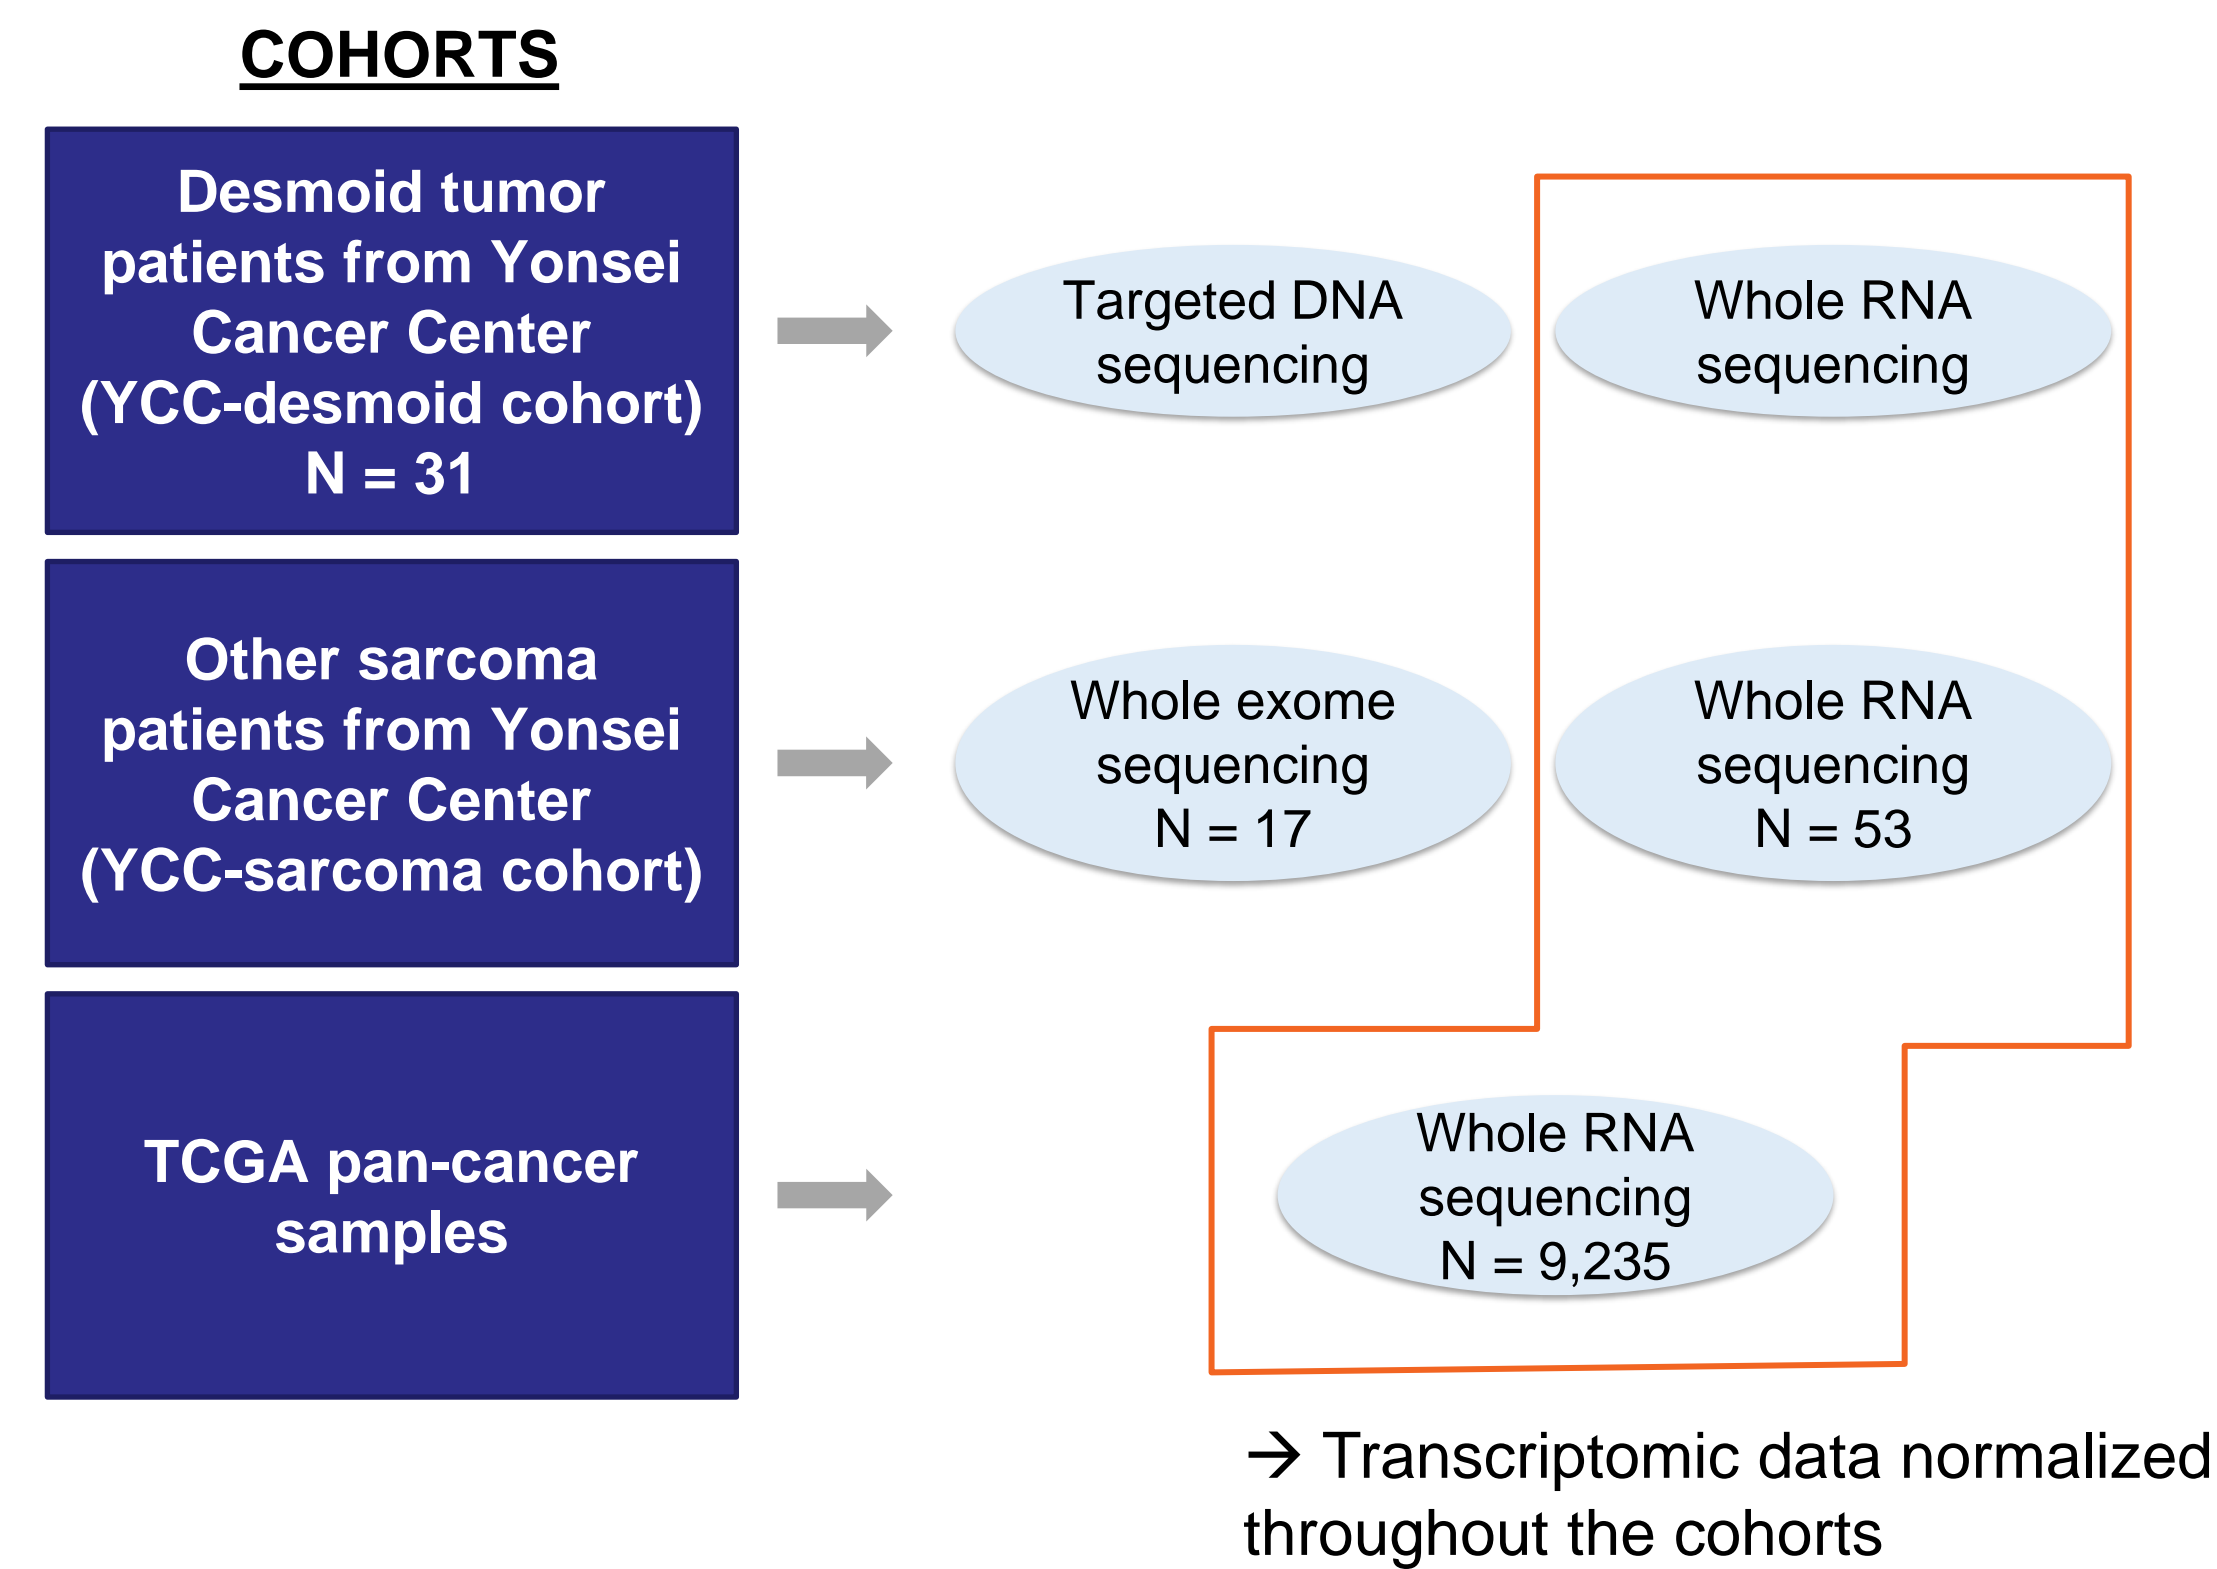 COHORTS
Desmoid tumor
patients from Yonsei
Cancer Center
(YCC-desmoid cohort)
N = 31
Targeted DNA
sequencing
Whole RNA
sequencing
Other sarcoma
patients from Yonsei
Cancer Center
(YCC-sarcoma cohort)
Whole exome
sequencing
N = 17
Whole RNA
sequencing
N = 53
TCGA pan-cancer
samples
Whole RNA
sequencing
N = 9,235
→ Transcriptomic data normalized
throughout the cohorts